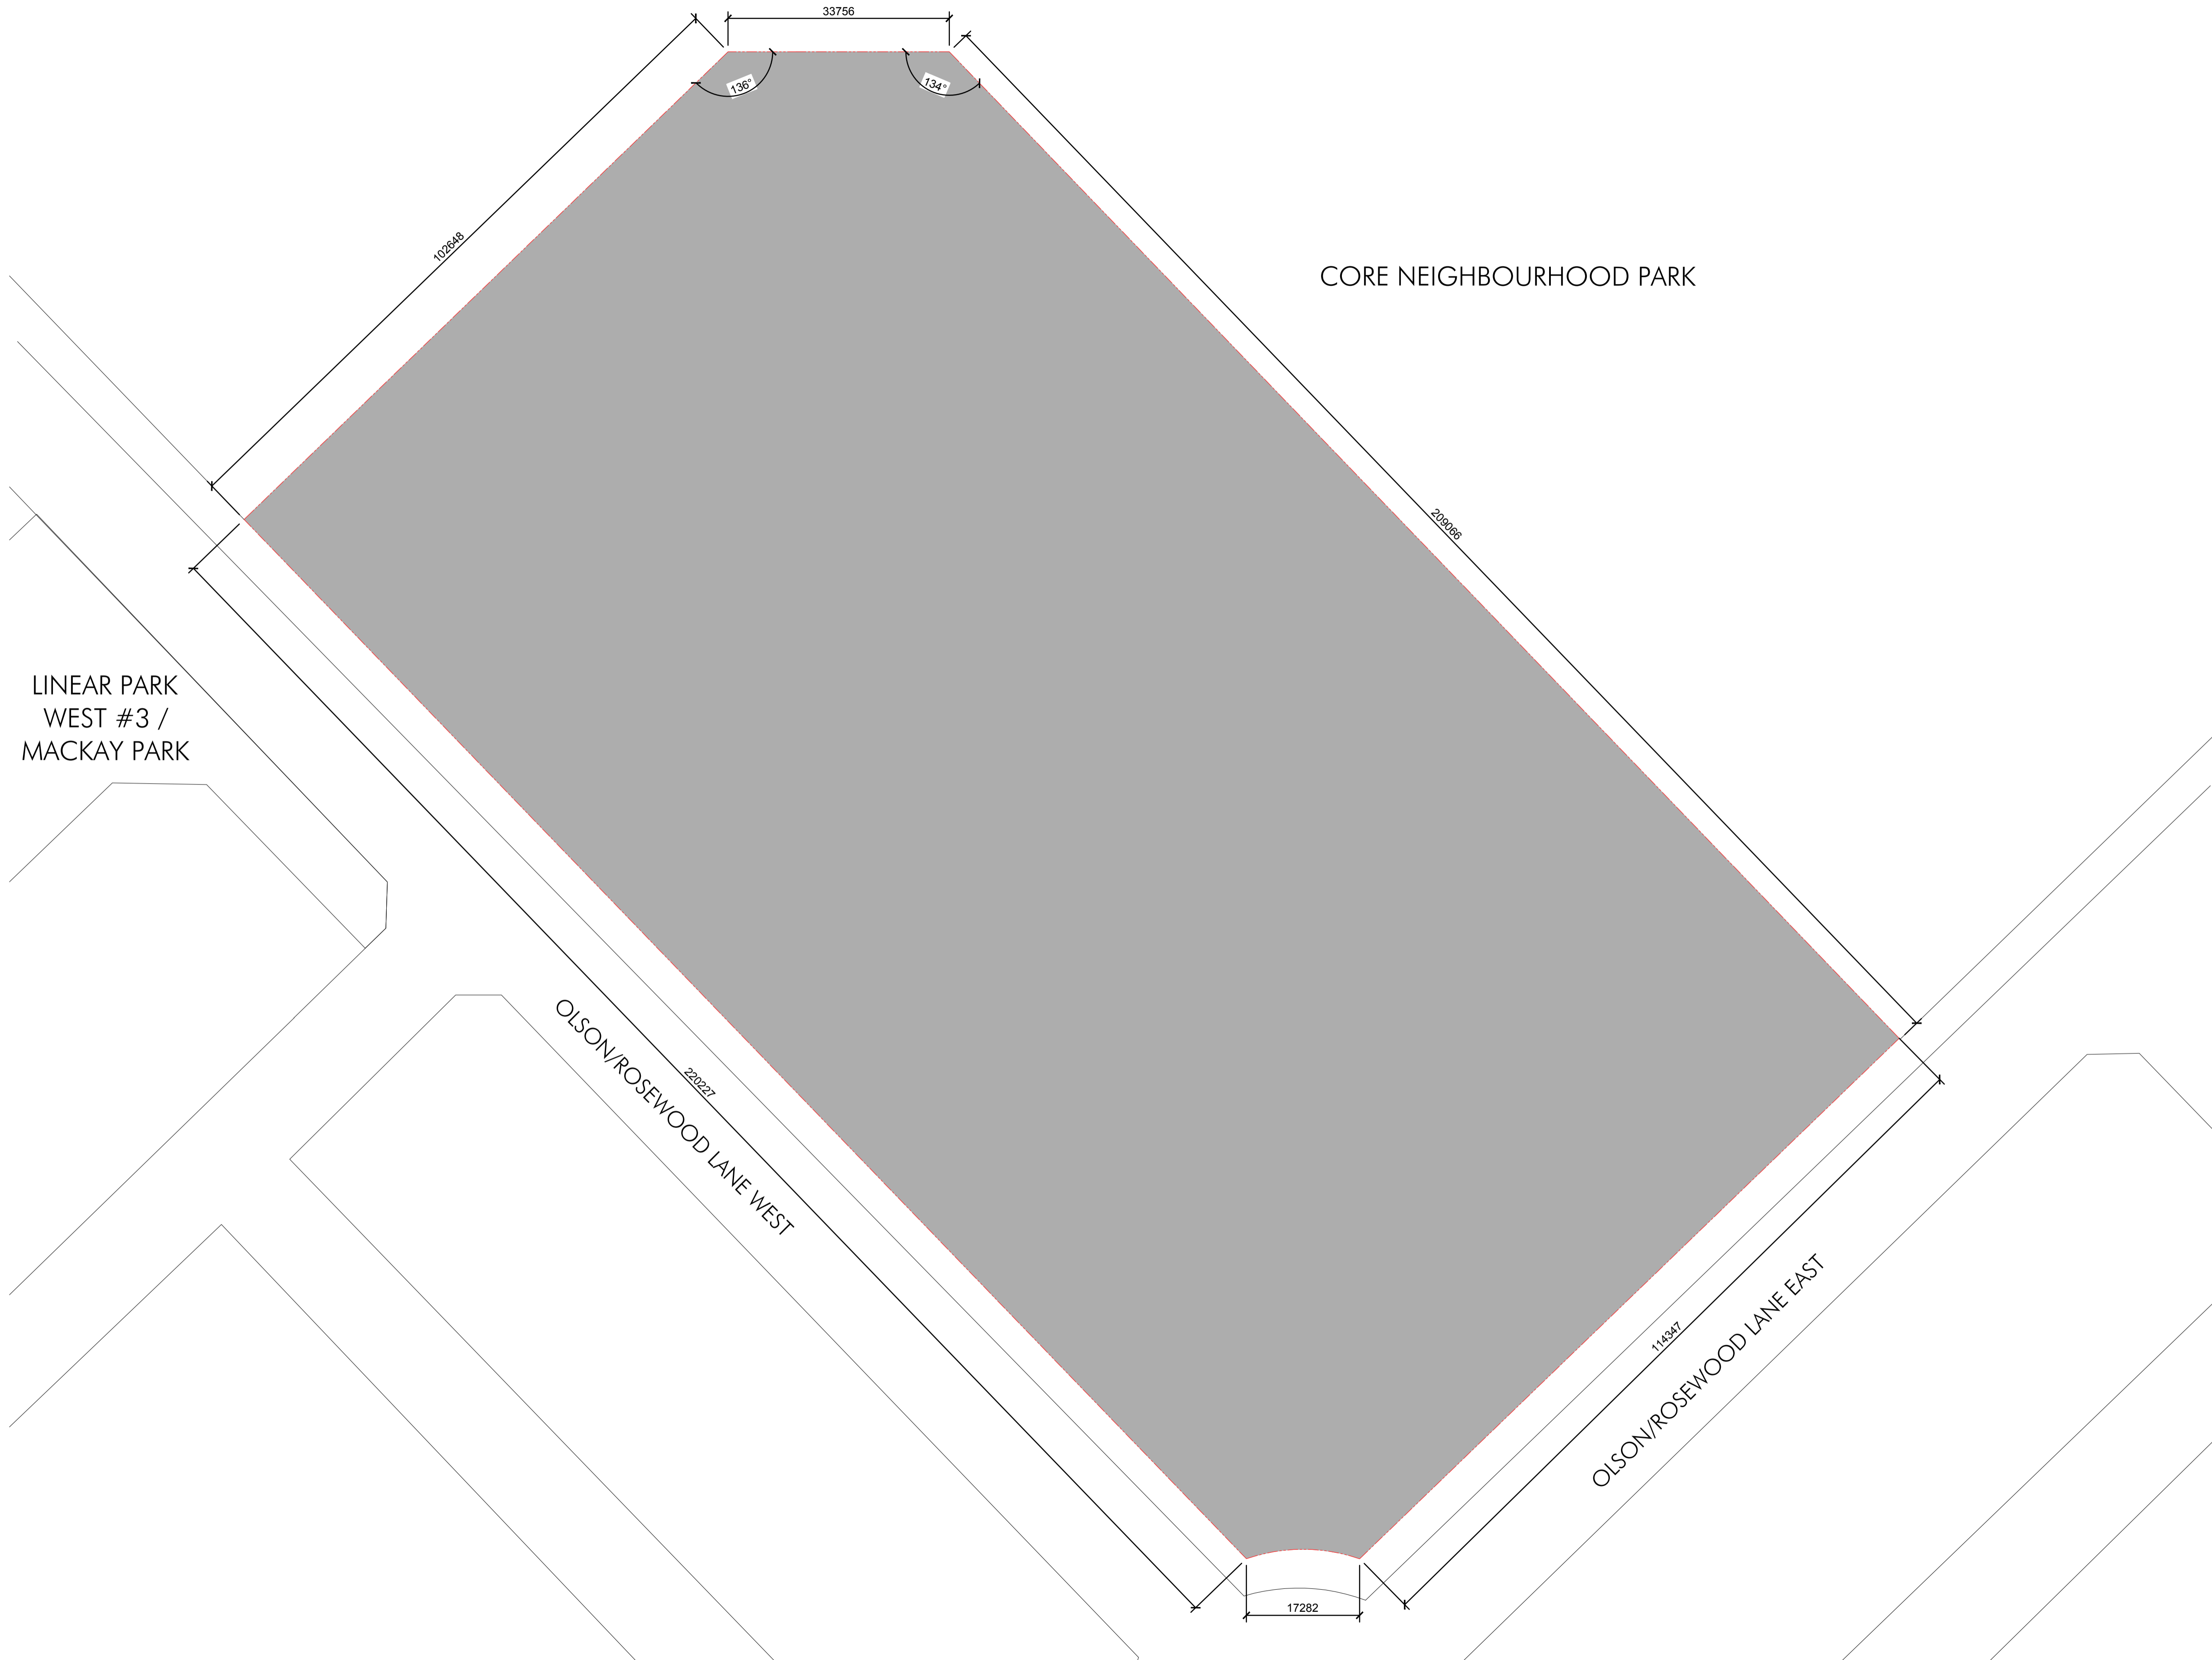 33756
136°
134°
102648
CORE NEIGHBOURHOOD PARK
209066
LINEAR PARK
WEST #3 /
MACKAY PARK
OLSON/ROSEWOOD LANE WEST
220227
OLSON/ROSEWOOD LANE EAST
114347
17282